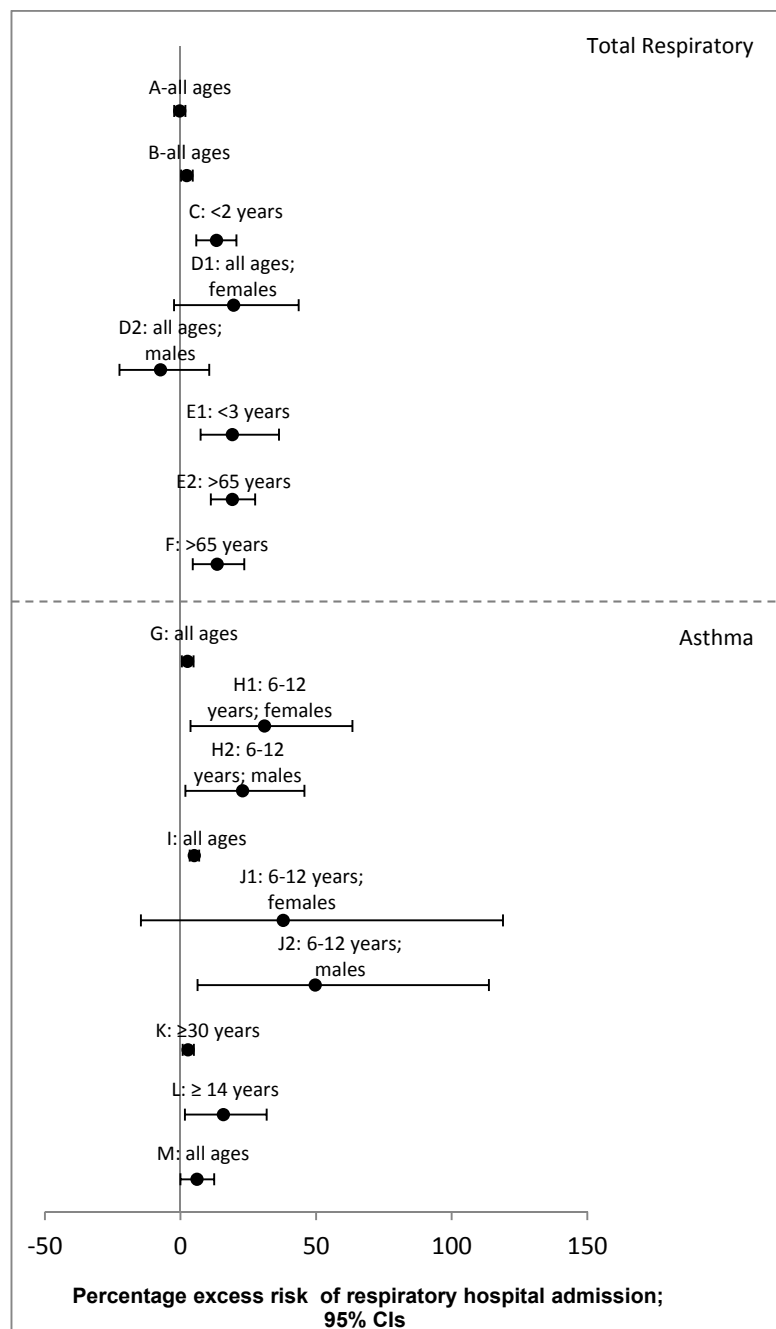 Total Respiratory
A-all ages
B-all ages
C: <2 years
D1: all ages;
females
D2: all ages;
males
E1: <3 years
E2: >65 years
F: >65 years
Asthma
G: all ages
H1: 6-12
years; females
H2: 6-12
years; males
I: all ages
J1: 6-12 years;
females
J2: 6-12 years;
males
K: ≥30 years
L: ≥ 14 years
M: all ages
-50 0 50 100 150
Percentage excess risk of respiratory hospital admission;
95% CIs